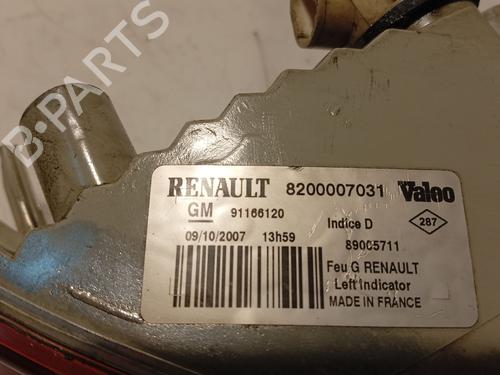 B-PARTS
RENAULT 8200007031 Valeo
GM 91166120 Indice D 287
09/10/2007 13h59 89005711
Feu G RENAULT
Left Indicator
MADE IN FRANCE